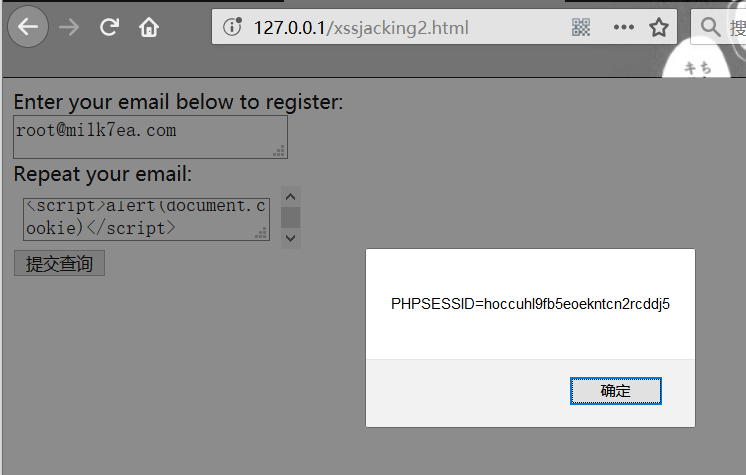 127.0.0.1/xssjacking2.html
搜
キち
Enter your email below to register:
root@milk7ea.com
Repeat your email:
<script>alert(document.c
ookie)</script>
提交查询
PHPSESSID=hoccuhl9fb5eoekntcn2rcddj5
确定